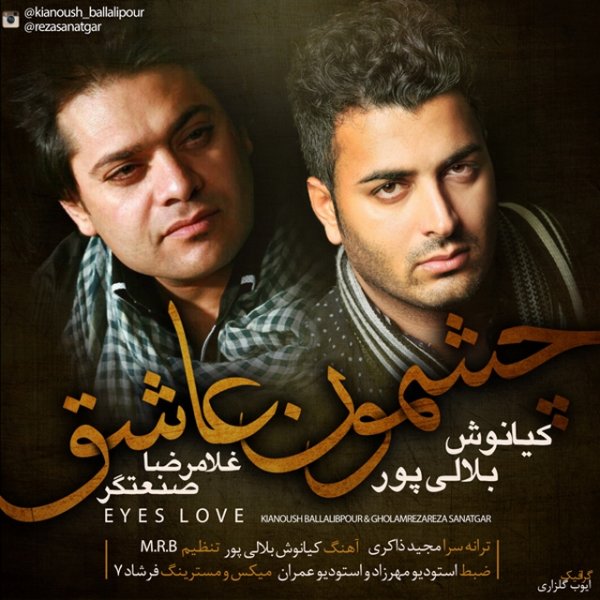 @kianoush_ballalipour
@rezasanatgar
چشمون عاشق
کیانوش
بلالی پور
غلامرضا
صنعتگر
EYES LOVE
KIANOUSH BALLALIBPOUR & GHOLAMREZAREZA SANATGAR
ترانه سرا مجید ذاکری آهنگ کیانوش بلالی پور تنظیم M.R.B
ضبط استودیو مهرزاد و استودیو عمران میکس و مسترینگ فرشاد ۷
گرافیک
ایوب گلزاری